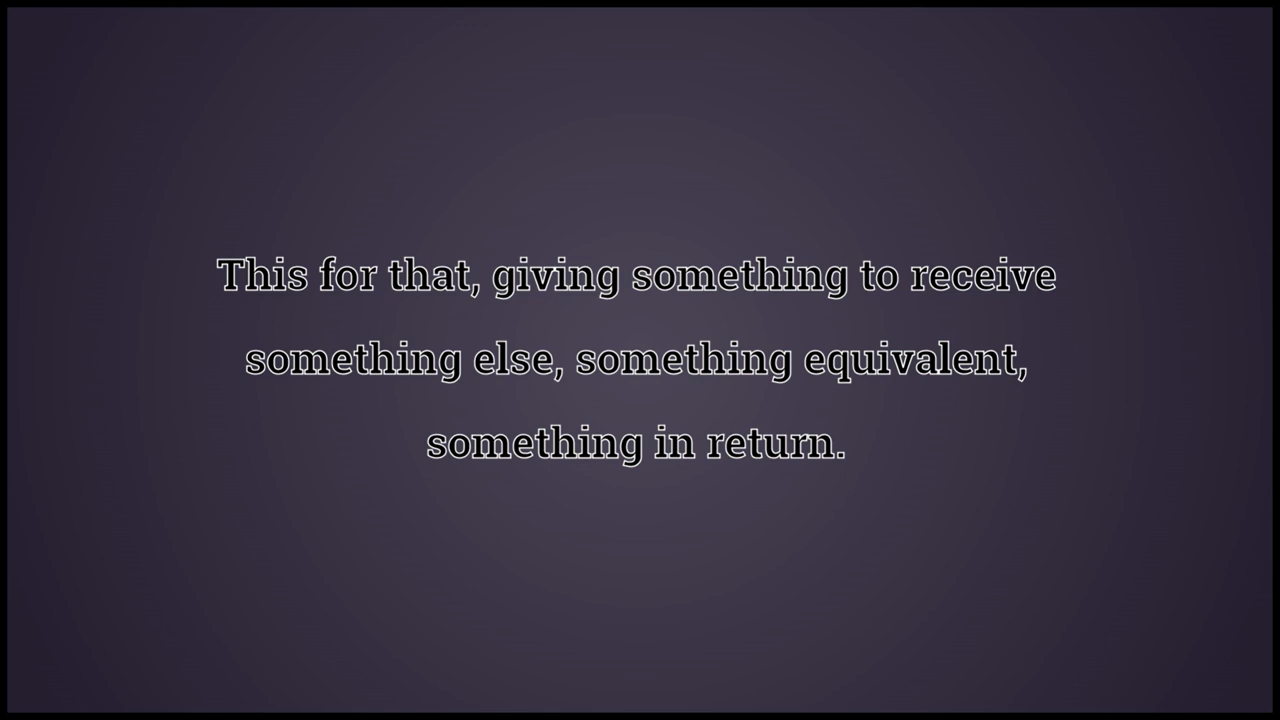 This for that, giving something to receive
something else, something equivalent,
something in return.